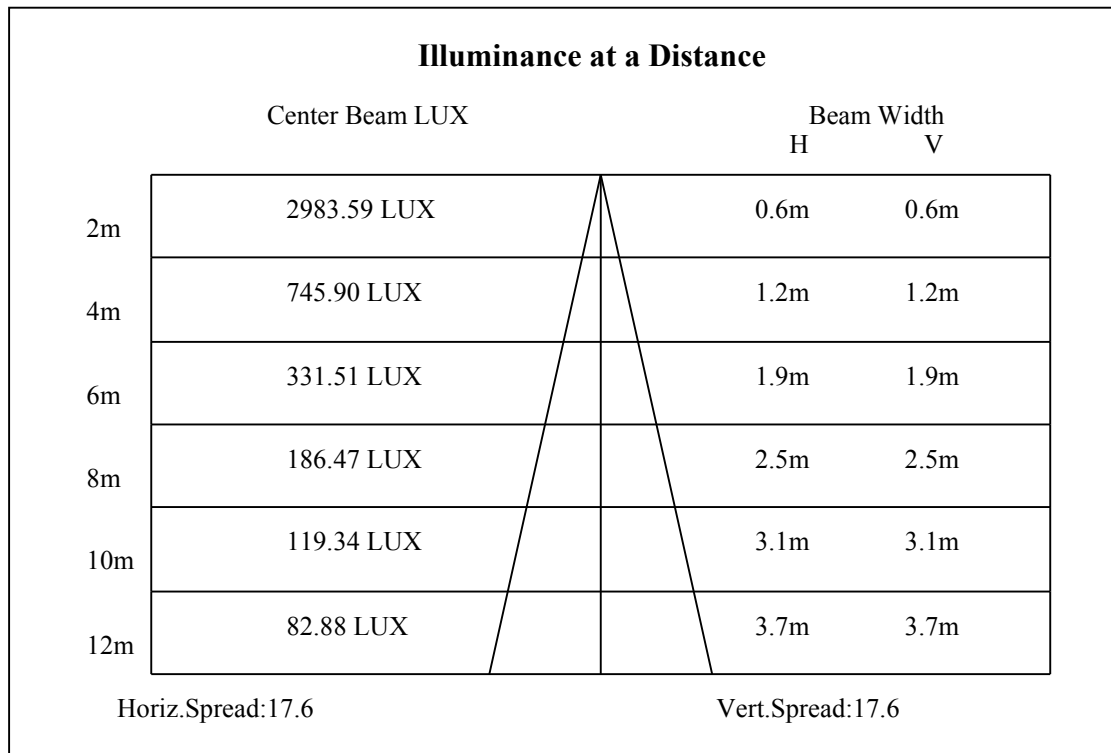 Illuminance at a Distance
Center Beam LUX Beam Width
H V
2m 2983.59 LUX 0.6m 0.6m
4m 745.90 LUX 1.2m 1.2m
6m 331.51 LUX 1.9m 1.9m
8m 186.47 LUX 2.5m 2.5m
10m 119.34 LUX 3.1m 3.1m
12m 82.88 LUX 3.7m 3.7m
Horiz.Spread:17.6 Vert.Spread:17.6